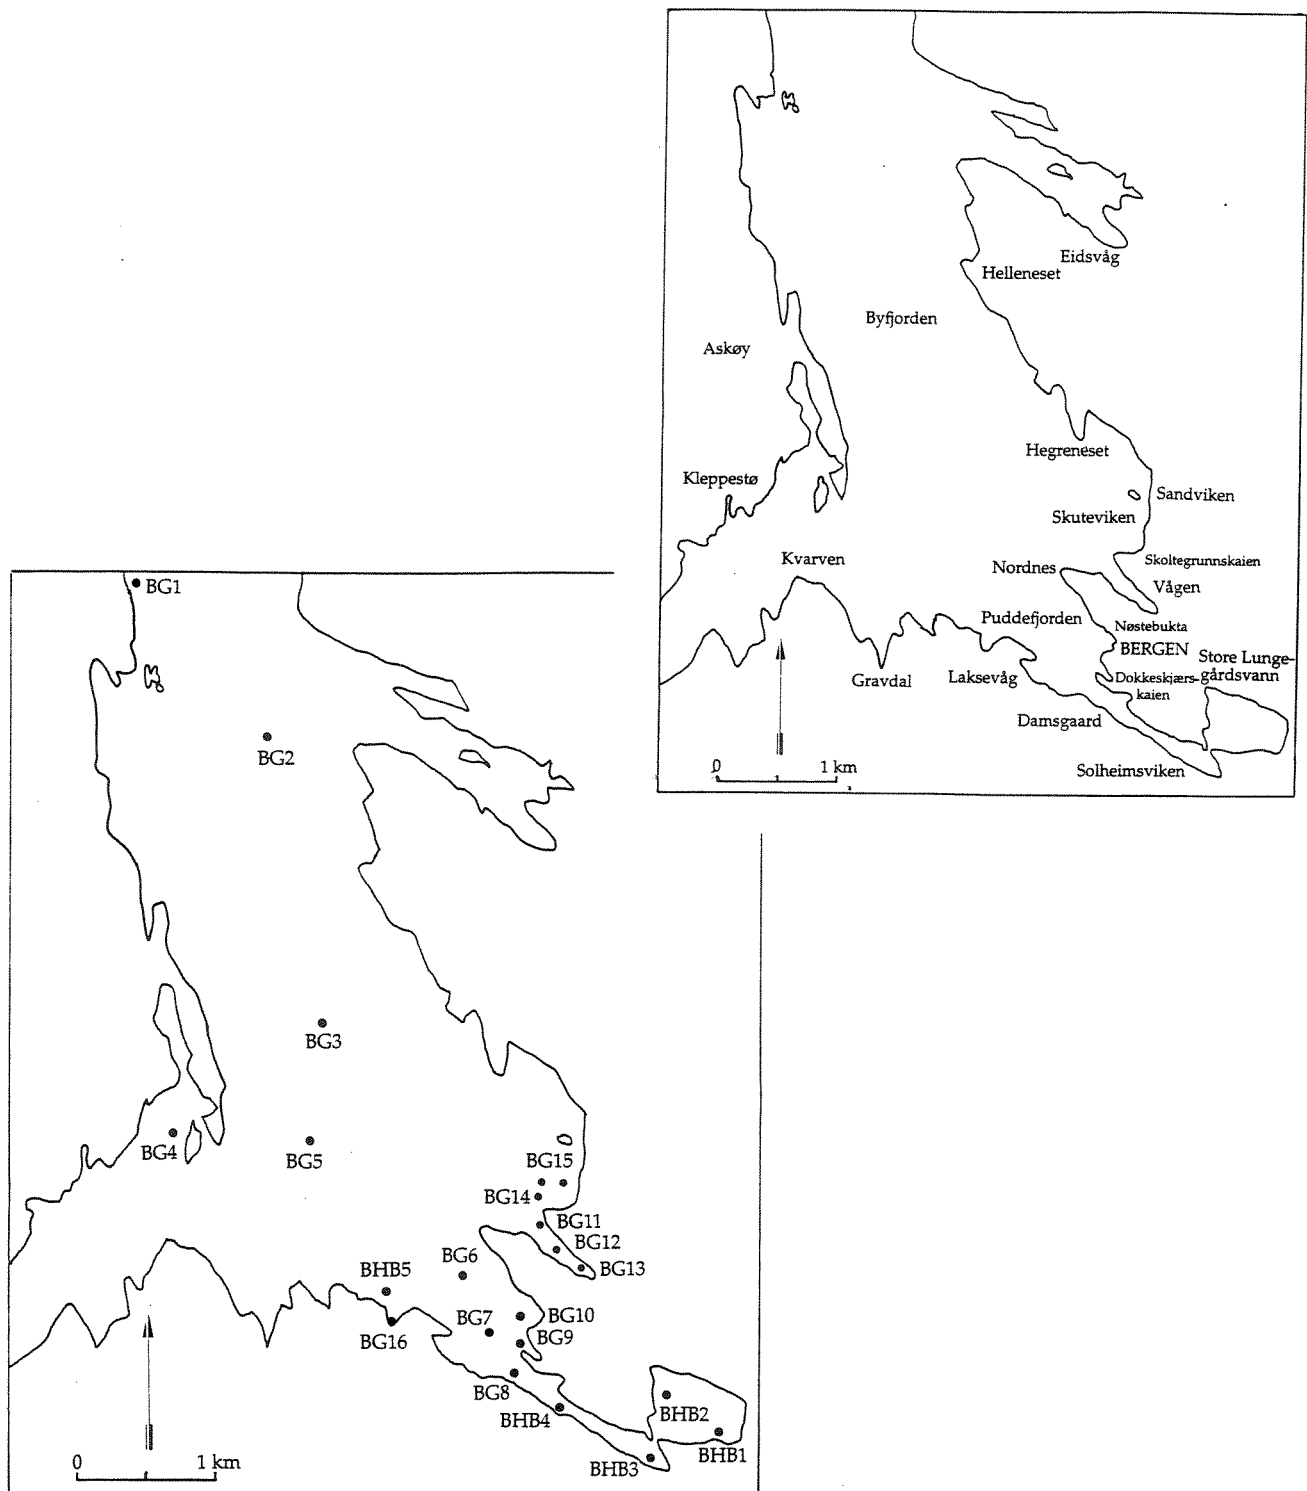 Eidsvåg
Helleneset
Byfjorden
Askøy
Hegreneset
Kleppestø
Sandviken
Skuteviken
Kvarven
Skoltegrunnskaien
Nordnes
Vågen
Puddefjorden
Nøstebukta
BERGEN
Store Lunge-
gårdsvann
Gravdal
Laksevåg
Dokkeskjærs-
kaien
Damsgaard
Solheimsviken
0 1 km
BG1
BG2
BG3
BG4
BG5
BG15
BG14
BG11
BG12
BG13
BG6
BHB5
BG10
BG7
BG9
BG16
BG8
BHB4
BHB2
BHB1
BHB3
0 1 km